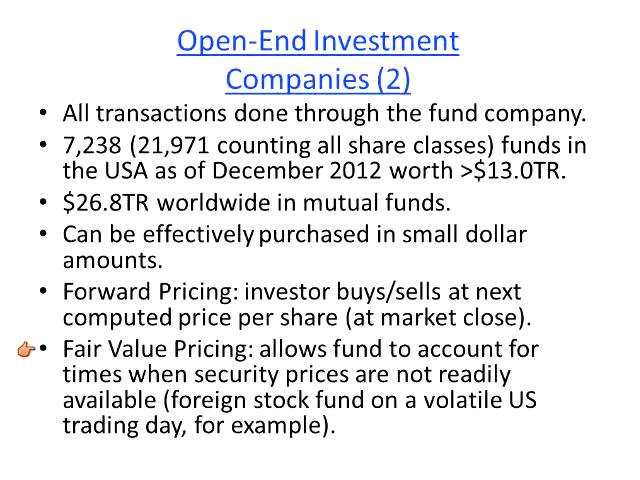 Open-End Investment
Companies (2)
• All transactions done through the fund company.
• 7,238 (21,971 counting all share classes) funds in
the USA as of December 2012 worth >$13.0TR.
• $26.8TR worldwide in mutual funds.
• Can be effectively purchased in small dollar
amounts.
• Forward Pricing: investor buys/sells at next
computed price per share (at market close).
• Fair Value Pricing: allows fund to account for
times when security prices are not readily
available (foreign stock fund on a volatile US
trading day, for example).